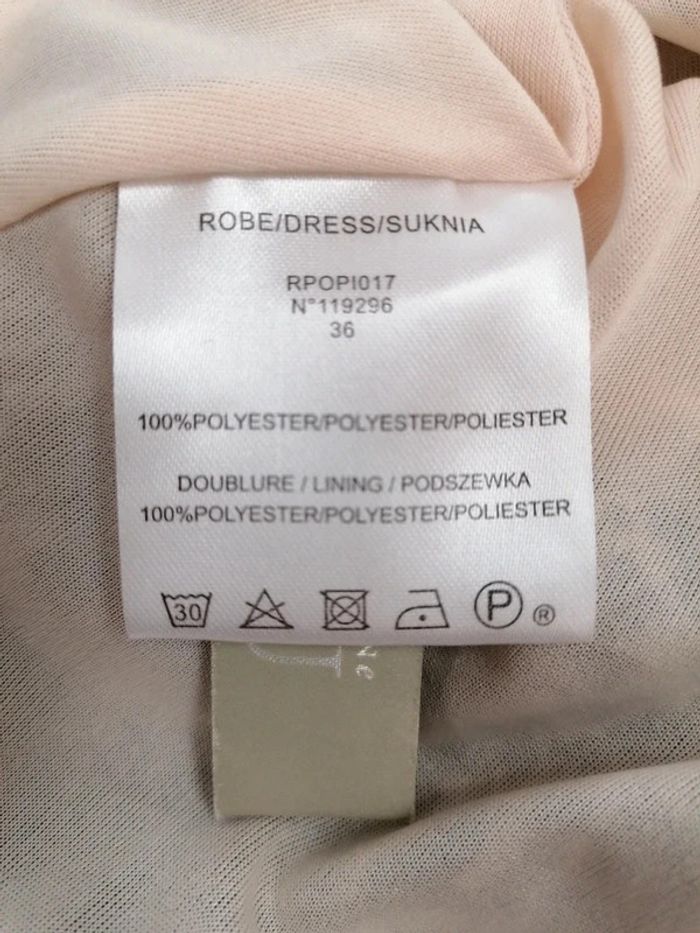 ROBE/DRESS/SUKNIA
RPOPI017
N°119296
36
100%POLYESTER/POLYESTER/POLIESTER
DOUBLURE / LINING / PODSZEWKA
100%POLYESTER/POLYESTER/POLIESTER
30
P ®